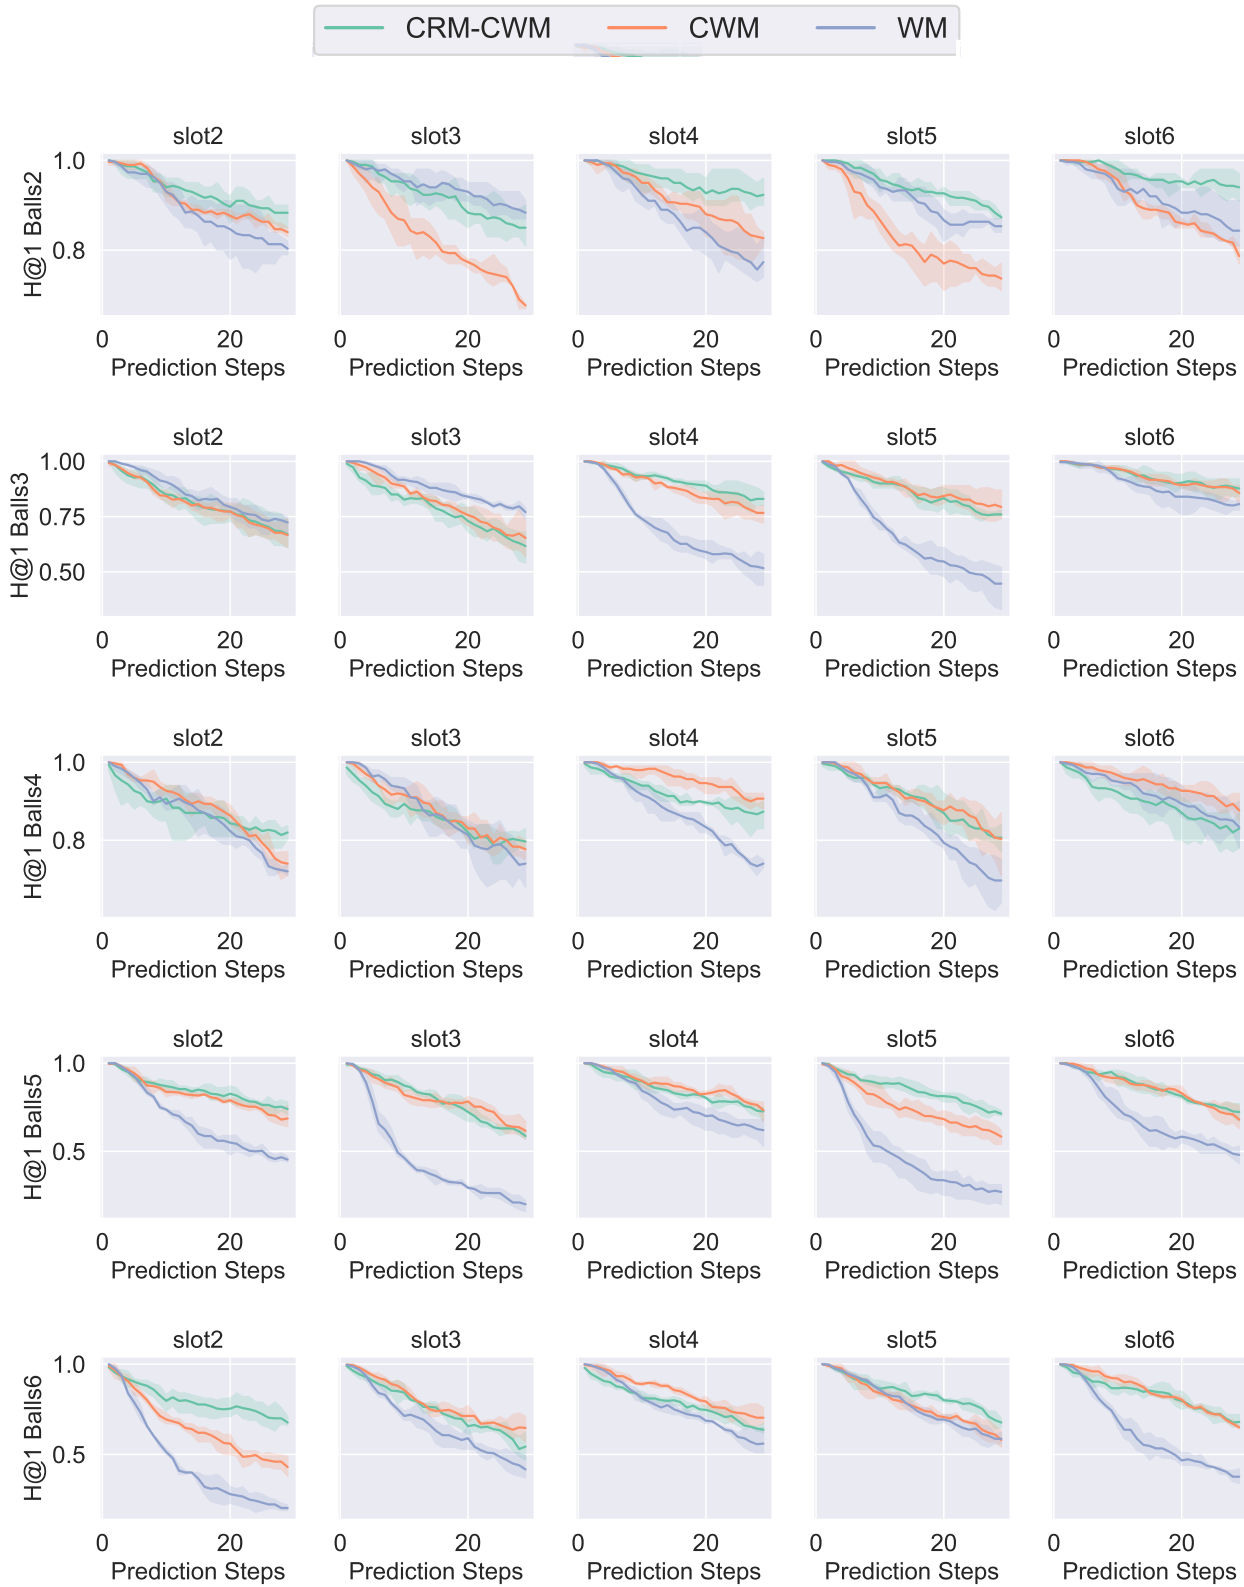 CRM-CWM CWM WM
slot2 slot3 slot4 slot5 slot6
H@1 Balls2
1.0
0.8
0 20 0 20 0 20 0 20 0 20
Prediction Steps Prediction Steps Prediction Steps Prediction Steps Prediction Steps
slot2 slot3 slot4 slot5 slot6
H@1 Balls3
1.00
0.75
0.50
0 20 0 20 0 20 0 20 0 20
Prediction Steps Prediction Steps Prediction Steps Prediction Steps Prediction Steps
slot2 slot3 slot4 slot5 slot6
H@1 Balls4
1.0
0.8
0 20 0 20 0 20 0 20 0 20
Prediction Steps Prediction Steps Prediction Steps Prediction Steps Prediction Steps
slot2 slot3 slot4 slot5 slot6
H@1 Balls5
1.0
0.5
0 20 0 20 0 20 0 20 0 20
Prediction Steps Prediction Steps Prediction Steps Prediction Steps Prediction Steps
slot2 slot3 slot4 slot5 slot6
H@1 Balls6
1.0
0.5
0 20 0 20 0 20 0 20 0 20
Prediction Steps Prediction Steps Prediction Steps Prediction Steps Prediction Steps